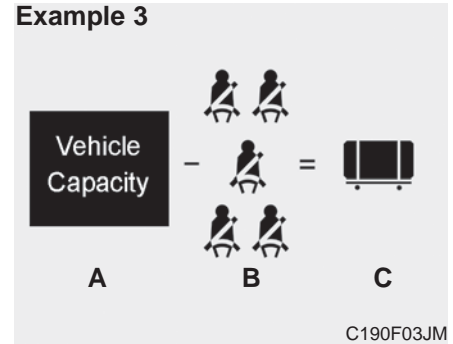 Example 3
Vehicle
Capacity
-
=
A
B
C
C190F03JM